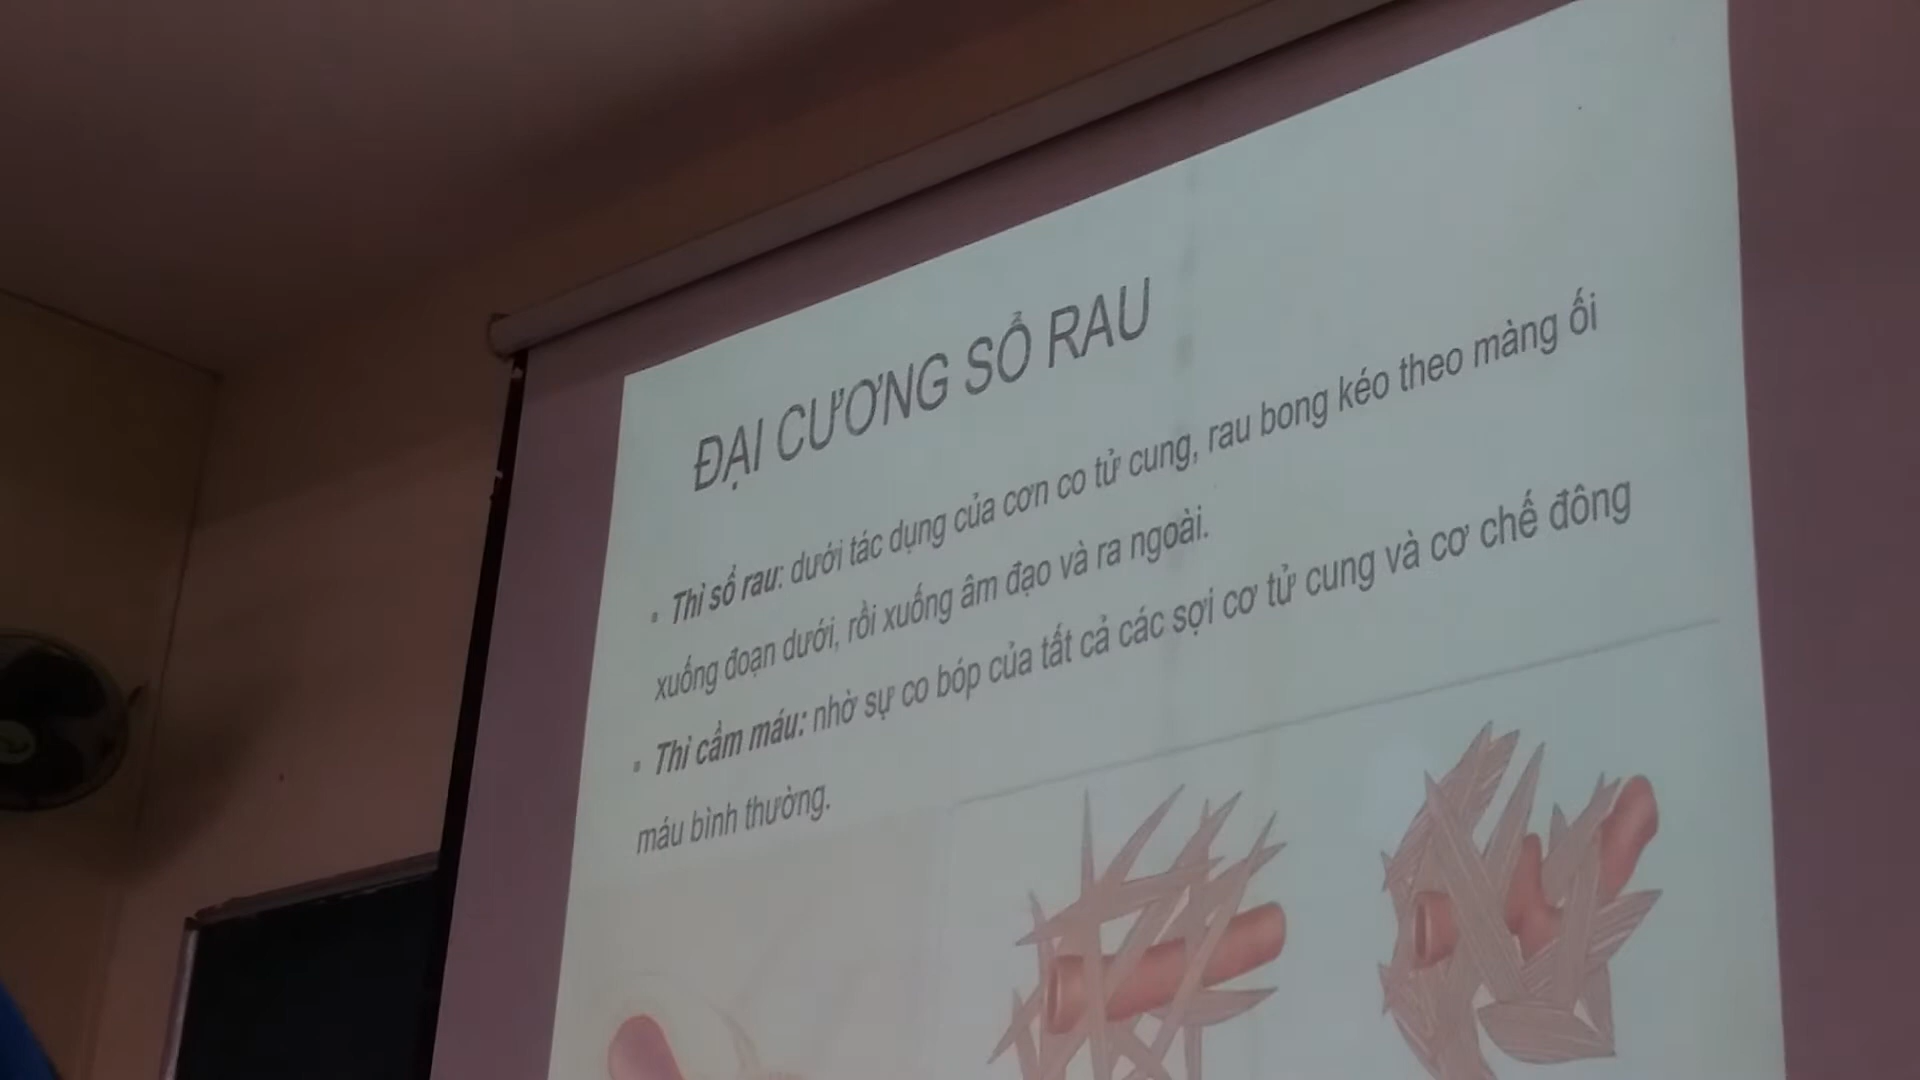 ĐẠI CƯƠNG SỔ RAU
▪ Thì sổ rau: dưới tác dụng của cơn co tử cung, rau bong kéo theo màng ối
xuống đoạn dưới, rồi xuống âm đạo và ra ngoài.
▪ Thì cầm máu: nhờ sự co bóp của tất cả các sợi cơ tử cung và cơ chế đông
máu bình thường.